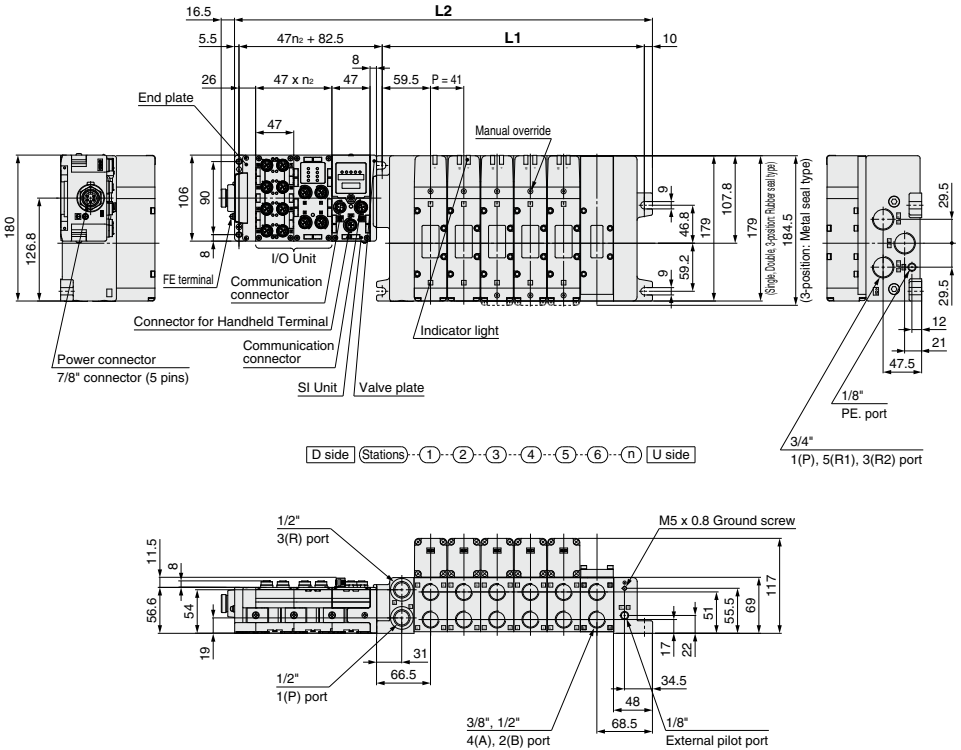 16.5
L2
5.5
47n₂ + 82.5
L1
10
8
26
47 x n₂
47
59.5
P = 41
End plate
47
Manual override
180
126.8
106
90
8
9
46.8
59.2
9
179
107.8
179
(Single, Double, 3-position: Rubber seal type)
184.5
(3-position: Metal seal type)
29.5
29.5
12
21
47.5
FE terminal
I/O Unit
Communication
connector
Connector for Handheld Terminal
Communication
connector
Indicator light
Power connector
7/8" connector (5 pins)
SI Unit
Valve plate
1/8"
PE. port
3/4"
1(P), 5(R1), 3(R2) port
D side
Stations
1
2
3
4
5
6
n
U side
1/2"
3(R) port
M5 x 0.8 Ground screw
11.5
8
56.6
54
19
31
66.5
1/2"
1(P) port
51
55.5
69
117
17
22
34.5
48
68.5
3/8", 1/2"
4(A), 2(B) port
1/8"
External pilot port